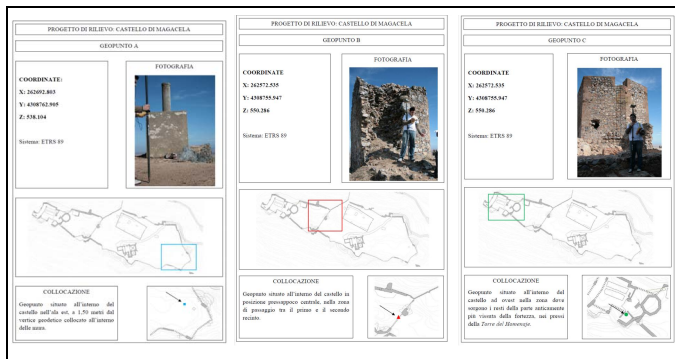 PROGETTO DI RILIEVO: CASTELLO DI MAGACELA
GEOPUNTO A
COORDINATE:
X: 262692.803
Y: 4308762.905
Z: 538.104
Sistema: ETRS 89
FOTOGRAFIA
COLLOCAZIONE
Geopunto situato all'interno del
castello nell'ala est. a 1,50 metri dal
vertice geodetico collocato all'interno
delle mura.
PROGETTO DI RILIEVO: CASTELLO DI MAGACELA
GEOPUNTO B
COORDINATE
X: 262572.535
Y: 4308755.947
Z: 550.286
Sistema: ETRS 89
FOTOGRAFIA
COLLOCAZIONE
Geopunto situato all'interno del castello in
posizione pressappoco centrale, nella zona
di passaggio tra il primo e il secondo
recinto.
PROGETTO DI RILIEVO: CASTELLO DI MAGACELA
GEOPUNTO C
COORDINATE
X: 262572.535
Y: 4308755.947
Z: 550.286
Sistema: ETRS 89
FOTOGRAFIA
COLLOCAZIONE
Geopunto situato all'interno del
castello ad ovest nella zona dove
sorgono i resti della parte anticamente
più vissuta della fortezza, nei pressi
della Torre del Homenaje.